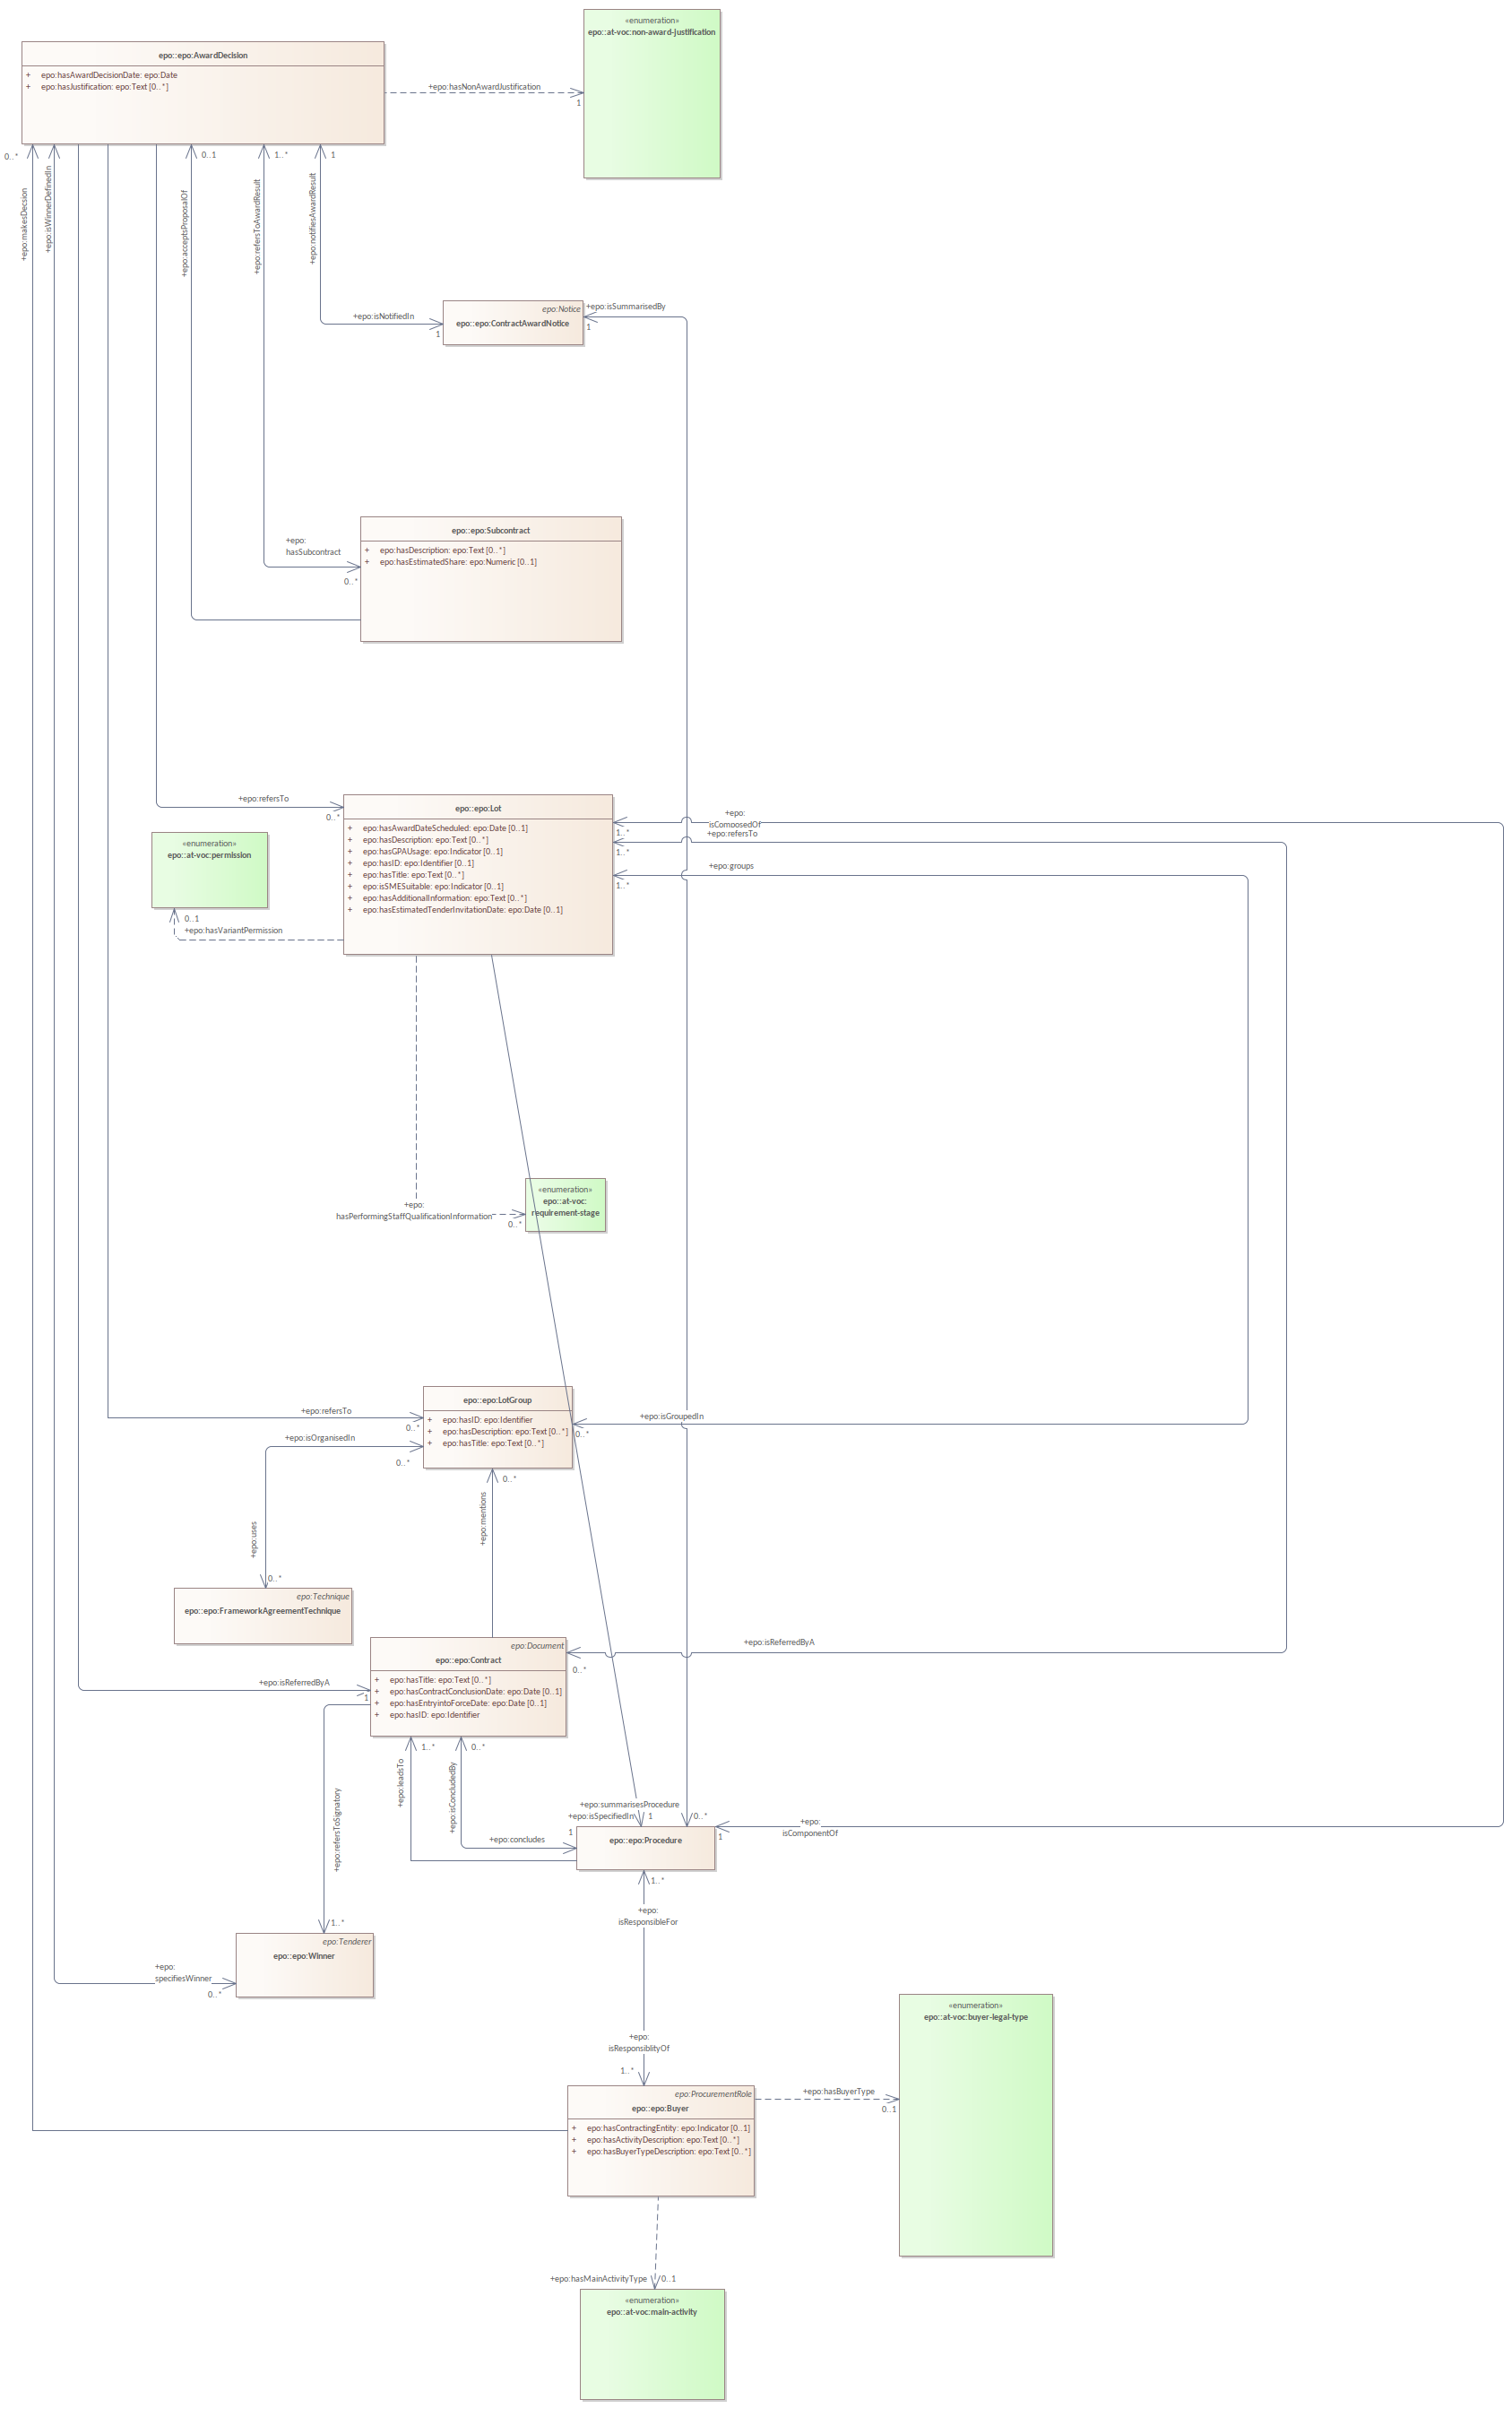 «enumeration»
epo::at-voc:non-award-justification
epo::epo:AwardDecision
+ epo:hasAwardDecisionDate: epo:Date
+ epo:hasJustification: epo:Text [0..*]
+epo:hasNonAwardJustification
1
0..*
0..1
1..*
1
+epo:makesDecsion
+epo:isWinnerDefinedIn
+epo:acceptsProposalOf
+epo:refersToAwardResult
+epo:notifiesAwardResult
epo:Notice
epo::epo:ContractAwardNotice
+epo:isSummarisedBy
1
+epo:isNotifiedIn
1
epo::epo:Subcontract
+ epo:hasDescription: epo:Text [0..*]
+ epo:hasEstimatedShare: epo:Numeric [0..1]
+epo:
hasSubcontract
0..*
+epo:refersTo
0..*
epo::epo:Lot
+ epo:hasAwardDateScheduled: epo:Date [0..1]
+ epo:hasDescription: epo:Text [0..*]
+ epo:hasGPAUsage: epo:Indicator [0..1]
+ epo:hasID: epo:Identifier [0..1]
+ epo:hasTitle: epo:Text [0..*]
+ epo:isSMESuitable: epo:Indicator [0..1]
+ epo:hasAdditionalInformation: epo:Text [0..*]
+ epo:hasEstimatedTenderInvitationDate: epo:Date [0..1]
+epo:
isComoosedOf
1..*
+epo:refersTo
1..*
+epo:groups
1..*
«enumeration»
epo::at-voc:permission
0..1
+epo:hasVariantPermission
«enumeration»
epo::at-voc:
requirement-stage
+epo:
hasPerformingStaffQualificationInformation
0..*
epo::epo:LotGroup
+ epo:hasID: epo:Identifier
+ epo:hasDescription: epo:Text [0..*]
+ epo:hasTitle: epo:Text [0..*]
+epo:refersTo
0..*
+epo:isGroupedIn
0..*
+epo:isOrganisedIn
0..*
0..*
+epo:mentions
+epo:uses
0..*
epo:Technique
epo::epo:FrameworkAgreementTechnique
epo:Document
epo::epo:Contract
+ epo:hasTitle: epo:Text [0..*]
+ epo:hasContractConclusionDate: epo:Date [0..1]
+ epo:hasEntryintoForceDate: epo:Date [0..1]
+ epo:hasID: epo:Identifier
+epo:isReferredByA
0..*
+epo:isReferredByA
1
1..*
0..*
+epo:leadsTo
+epo:isConcludedBy
+epo:refersToSignatory
+epo:summarisesProcedure
+epo:isSpecifiedIn
1
0..*
1
+epo:concludes
epo::epo:Procedure
1
+epo:
isComponentOf
1..*
1..*
+epo:
isResponsibleFor
epo:Tenderer
epo::epo:Winner
+epo:
specifiesWinner
0..*
+epo:
isResponsiblityOf
1..*
«enumeration»
epo::at-voc:buyer-legal-type
epo:ProcurementRole
epo::epo:Buyer
+ epo:hasContractingEntity: epo:Indicator [0..1]
+ epo:hasActivityDescription: epo:Text [0..*]
+ epo:hasBuyerTypeDescription: epo:Text [0..*]
+epo:hasBuyerType
0..1
+epo:hasMainActivityType
0..1
«enumeration»
epo::at-voc:main-activity